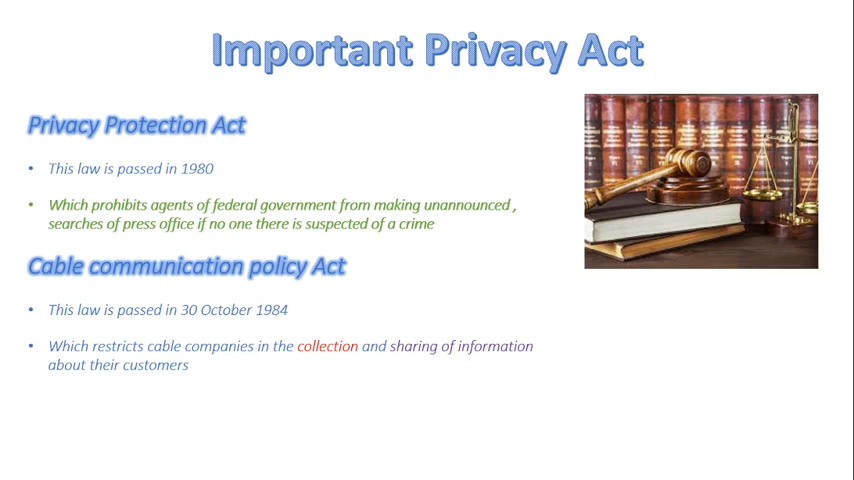 Important Privacy Act
Privacy Protection Act
• This law is passed in 1980
• Which prohibits agents of federal government from making unannounced ,
searches of press office if no one there is suspected of a crime
Cable communication policy Act
• This law is passed in 30 October 1984
• Which restricts cable companies in the collection and sharing of information
about their customers